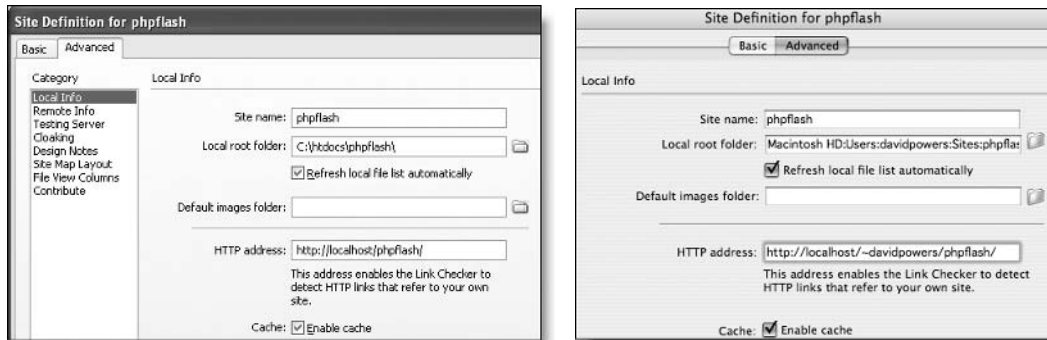 Site Definition for phpflash
Basic
Advanced
Category
Local Info
Remote Info
Testing Server
Cloaking
Design Notes
Site Map Layout
File View Columns
Contribute
Local Info
Site name: phpflash
Local root folder: C:\htdocs\phpflash\
Refresh local file list automatically
Default images folder:
HTTP address: http://localhost/phpflash/
This address enables the Link Checker to
detect HTTP links that refer to your own
site.
Cache: Enable cache
Site Definition for phpflash
Basic
Advanced
Local Info
Site name: phpflash
Local root folder: Macintosh HD:Users:davidpowers:Sites:phpflas
Refresh local file list automatically
Default images folder:
HTTP address: http://localhost/~davidpowers/phpflash/
This address enables the Link Checker to detect
HTTP links that refer to your own site.
Cache: Enable cache